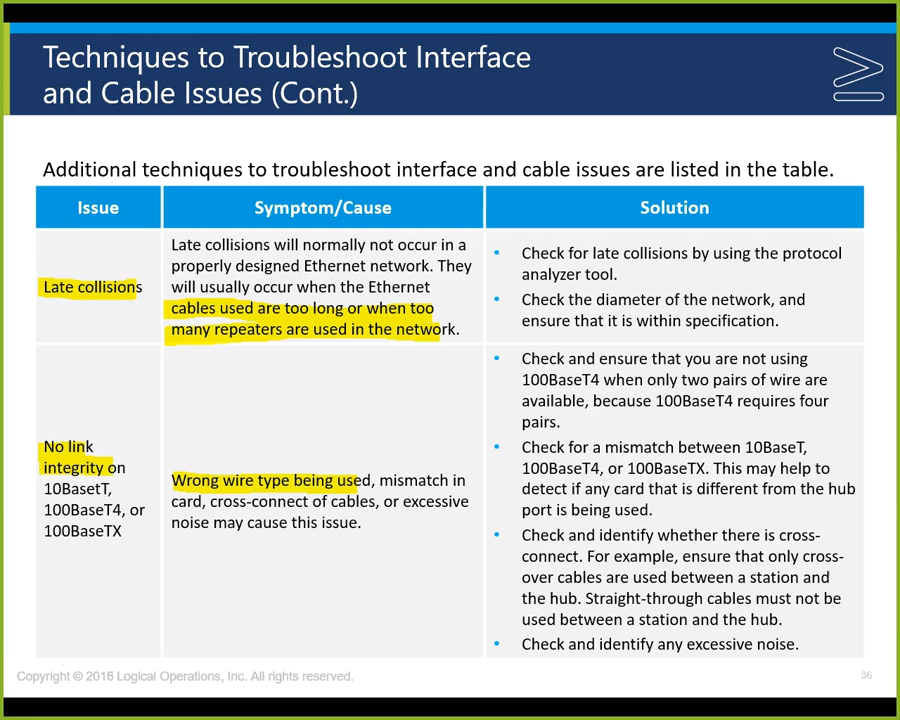 Techniques to Troubleshoot Interface
and Cable Issues (Cont.)
Additional techniques to troubleshoot interface and cable issues are listed in the table.
Issue
Symptom/Cause
Solution
Late collisions
Late collisions will normally not occur in a
properly designed Ethernet network. They
will usually occur when the Ethernet
cables used are too long or when too
many repeaters are used in the network.
• Check for late collisions by using the protocol
analyzer tool.
• Check the diameter of the network, and
ensure that it is within specification.
No link
integrity on
10BasetT,
100BaseT4, or
100BaseTX
Wrong wire type being used, mismatch in
card, cross-connect of cables, or excessive
noise may cause this issue.
• Check and ensure that you are not using
100BaseT4 when only two pairs of wire are
available, because 100BaseT4 requires four
pairs.
• Check for a mismatch between 10BaseT,
100BaseT4, or 100BaseTX. This may help to
detect if any card that is different from the hub
port is being used.
• Check and identify whether there is cross-
connect. For example, ensure that only cross-
over cables are used between a station and
the hub. Straight-through cables must not be
used between a station and the hub.
• Check and identify any excessive noise.
Copyright © 2016 Logical Operations, Inc. All rights reserved.
36